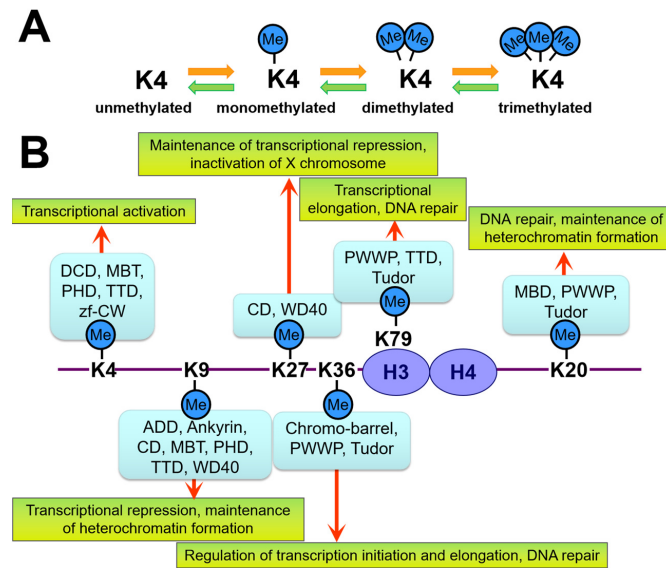 A
Me
Me Me
Me Me Me
K4
K4
K4
K4
unmethylated
monomethylated
dimethylated
trimethylated
B
Maintenance of transcriptional repression,
inactivation of X chromosome
Transcriptional activation
Transcriptional
elongation, DNA repair
DNA repair, maintenance of
heterochromatin formation
DCD, MBT,
PHD, TTD,
zf-CW
Me
CD, WD40
Me
PWWP, TTD,
Tudor
Me
MBD, PWWP,
Tudor
Me
K79
K4
K9
K27
K36
H3
H4
K20
Me
Me
ADD, Ankyrin,
CD, MBT, PHD,
TTD, WD40
Chromo-barrel,
PWWP, Tudor
Transcriptional repression, maintenance
of heterochromatin formation
Regulation of transcription initiation and elongation, DNA repair